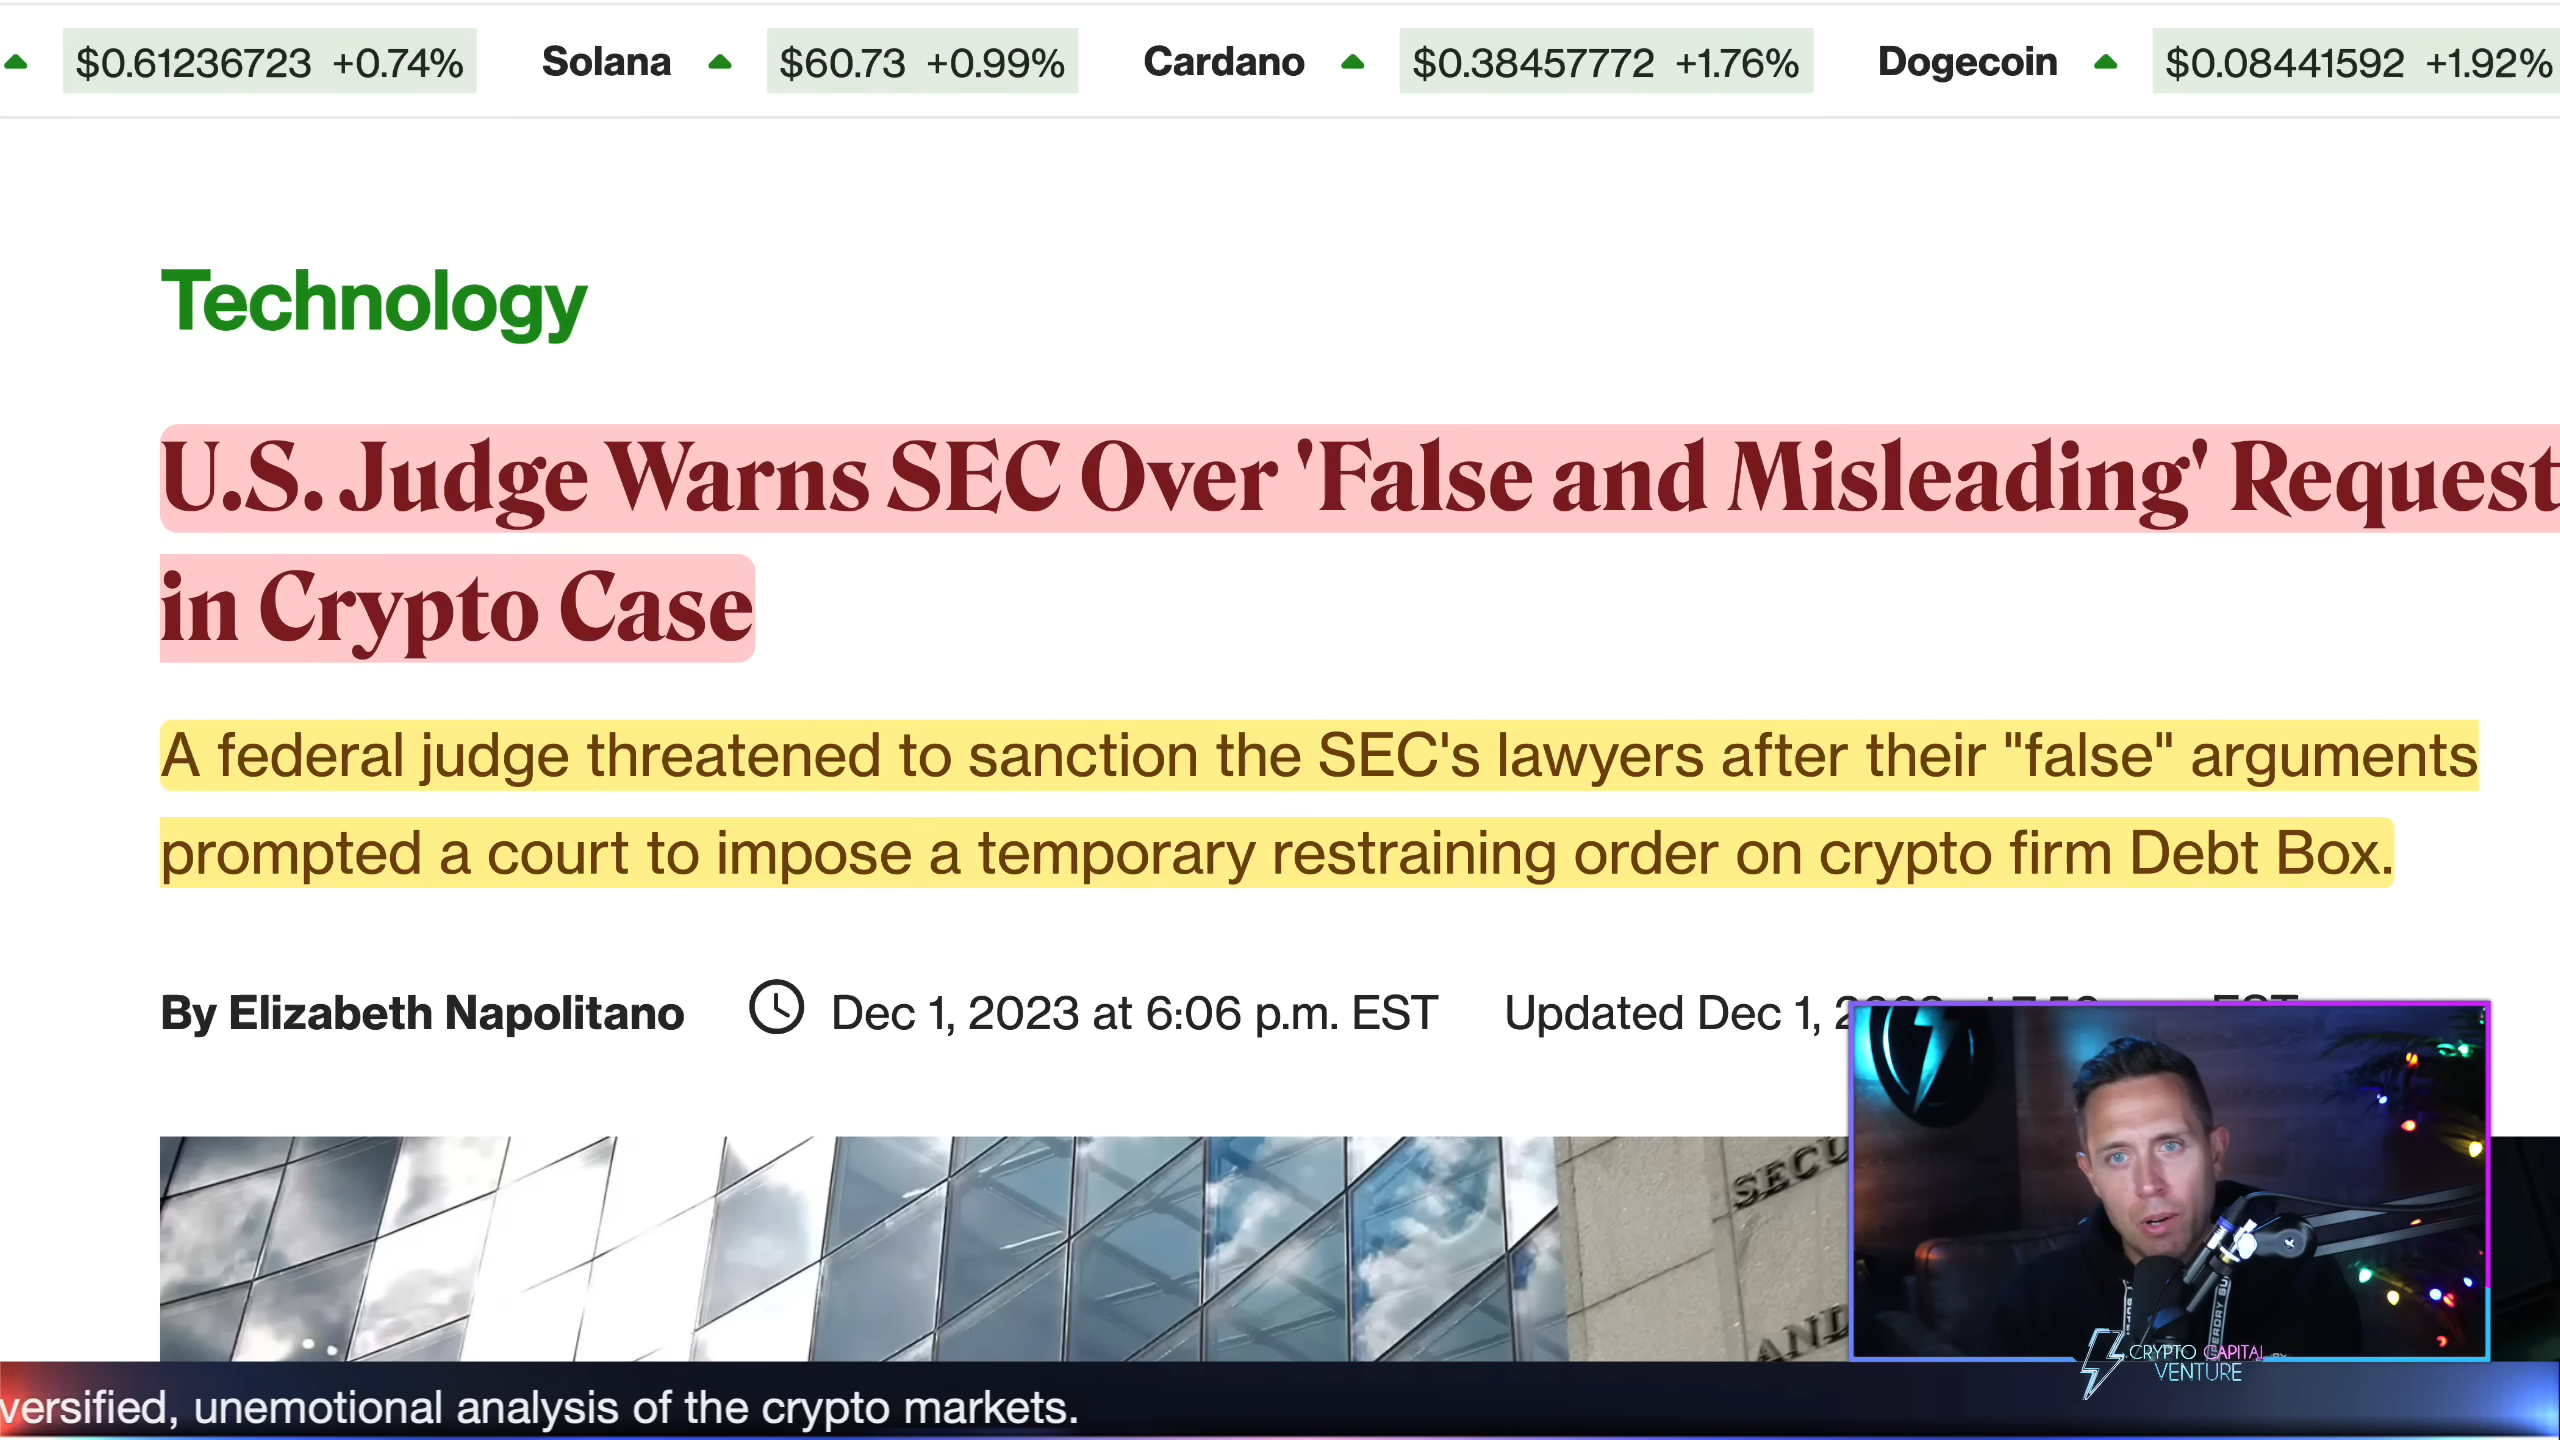 $0.61236723 +0.74% Solana $60.73 +0.99% Cardano $0.38457772 +1.76% Dogecoin $0.08441592 +1.92%
Technology
U.S. Judge Warns SEC Over 'False and Misleading' Request
in Crypto Case
A federal judge threatened to sanction the SEC's lawyers after their "false" arguments
prompted a court to impose a temporary restraining order on crypto firm Debt Box.
By Elizabeth Napolitano Dec 1, 2023 at 6:06 p.m. EST Updated Dec 1, EST
SECU
AND
CRYPTO CAPITAL
VENTURE
versified, unemotional analysis of the crypto markets.